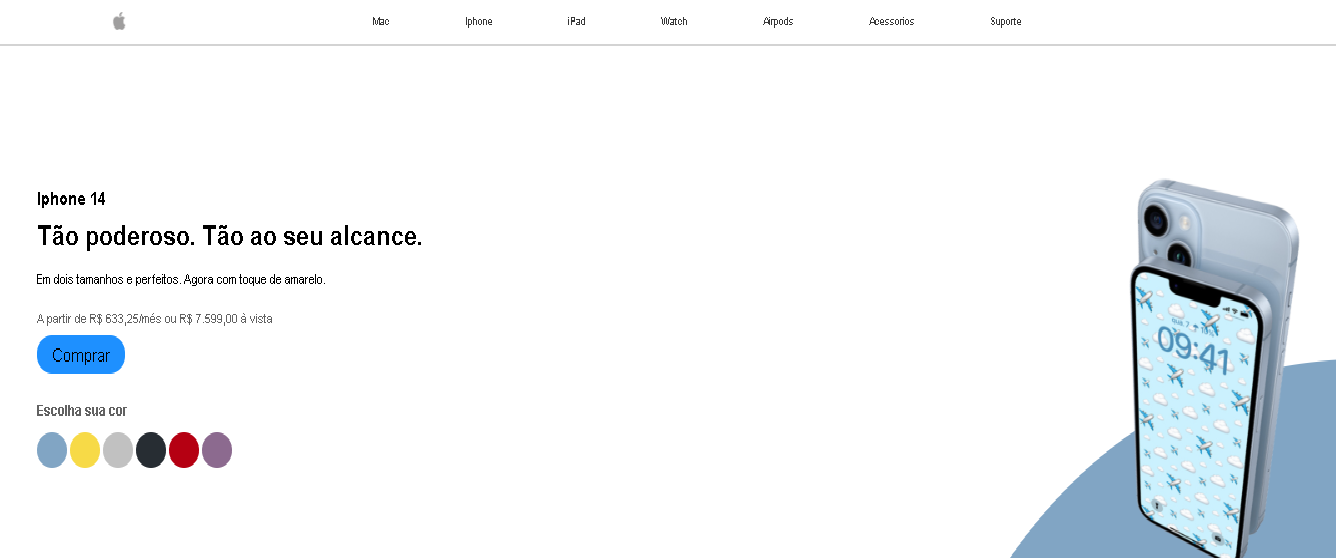 Mac Iphone iPad Watch Airpods Acessorios Suporte
Iphone 14
Tão poderoso. Tão ao seu alcance.
Em dois tamanhos e perfeitos. Agora com toque de amarelo.
A partir de R$ 633,25/mês ou R$ 7.599,00 à vista
Comprar
Escolha sua cor
09:41